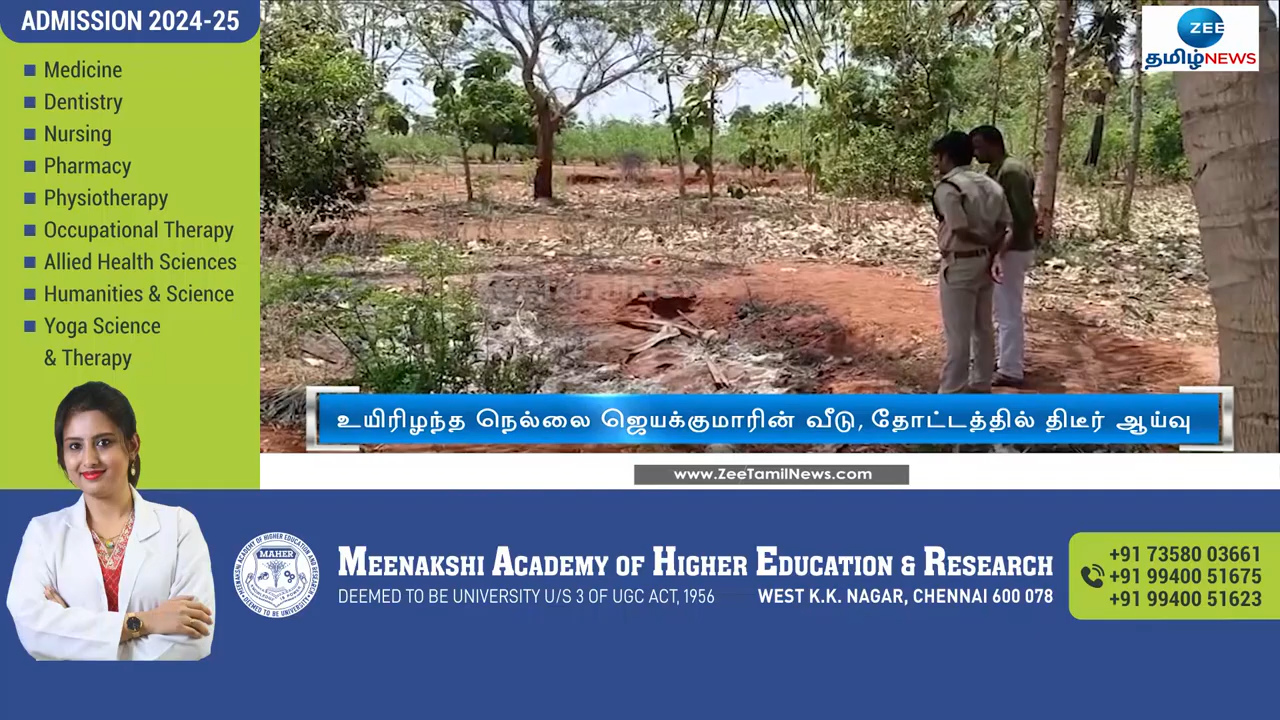 ADMISSION 2024-25
Medicine
Dentistry
Nursing
Pharmacy
Physiotherapy
Occupational Therapy
Allied Health Sciences
Humanities & Science
Yoga Science
& Therapy
ZEE
தமிழ்NEWS
உயிரிழந்த நெல்லை ஜெயக்குமாரின் வீடு, தோட்டத்தில் திடீர் ஆய்வு
www.ZeeTamilNews.com
MAHER
MEENAKSHI ACADEMY OF HIGHER EDUCATION & RESEARCH
DEEMED TO BE UNIVERSITY U/S 3 OF UGC ACT, 1956
WEST K.K. NAGAR, CHENNAI 600 078
+91 73580 03661
+91 99400 51675
+91 99400 51623